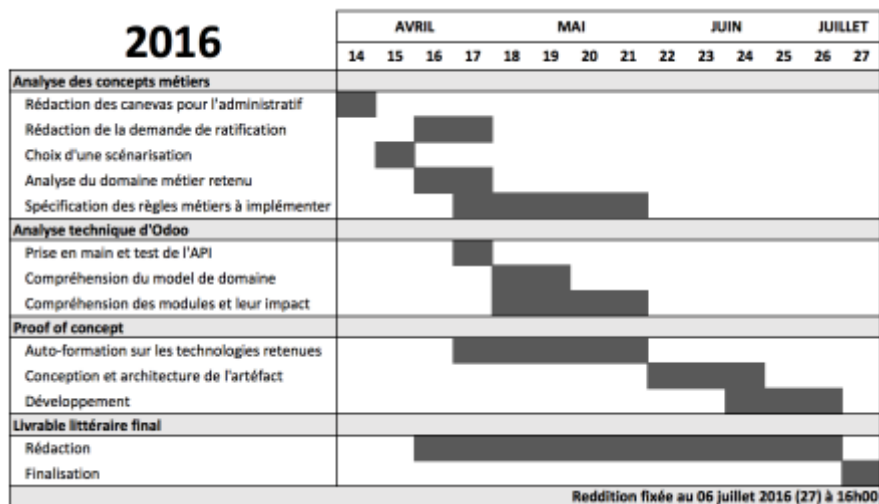 2016
AVRIL MAI JUIN JUILLET
14 15 16 17 18 19 20 21 22 23 24 25 26 27
Analyse des concepts métiers
Rédaction des canevas pour l'administratif
Rédaction de la demande de ratification
Choix d'une scénarisation
Analyse du domaine métier retenu
Spécification des règles métiers à implémenter
Analyse technique d'Odoo
Prise en main et test de l'API
Compréhension du model de domaine
Compréhension des modules et leur impact
Proof of concept
Auto-formation sur les technologies retenues
Conception et architecture de l'artéfact
Développement
Livrable littéraire final
Rédaction
Finalisation
Reddition fixée au 06 juillet 2016 (27) à 16h00